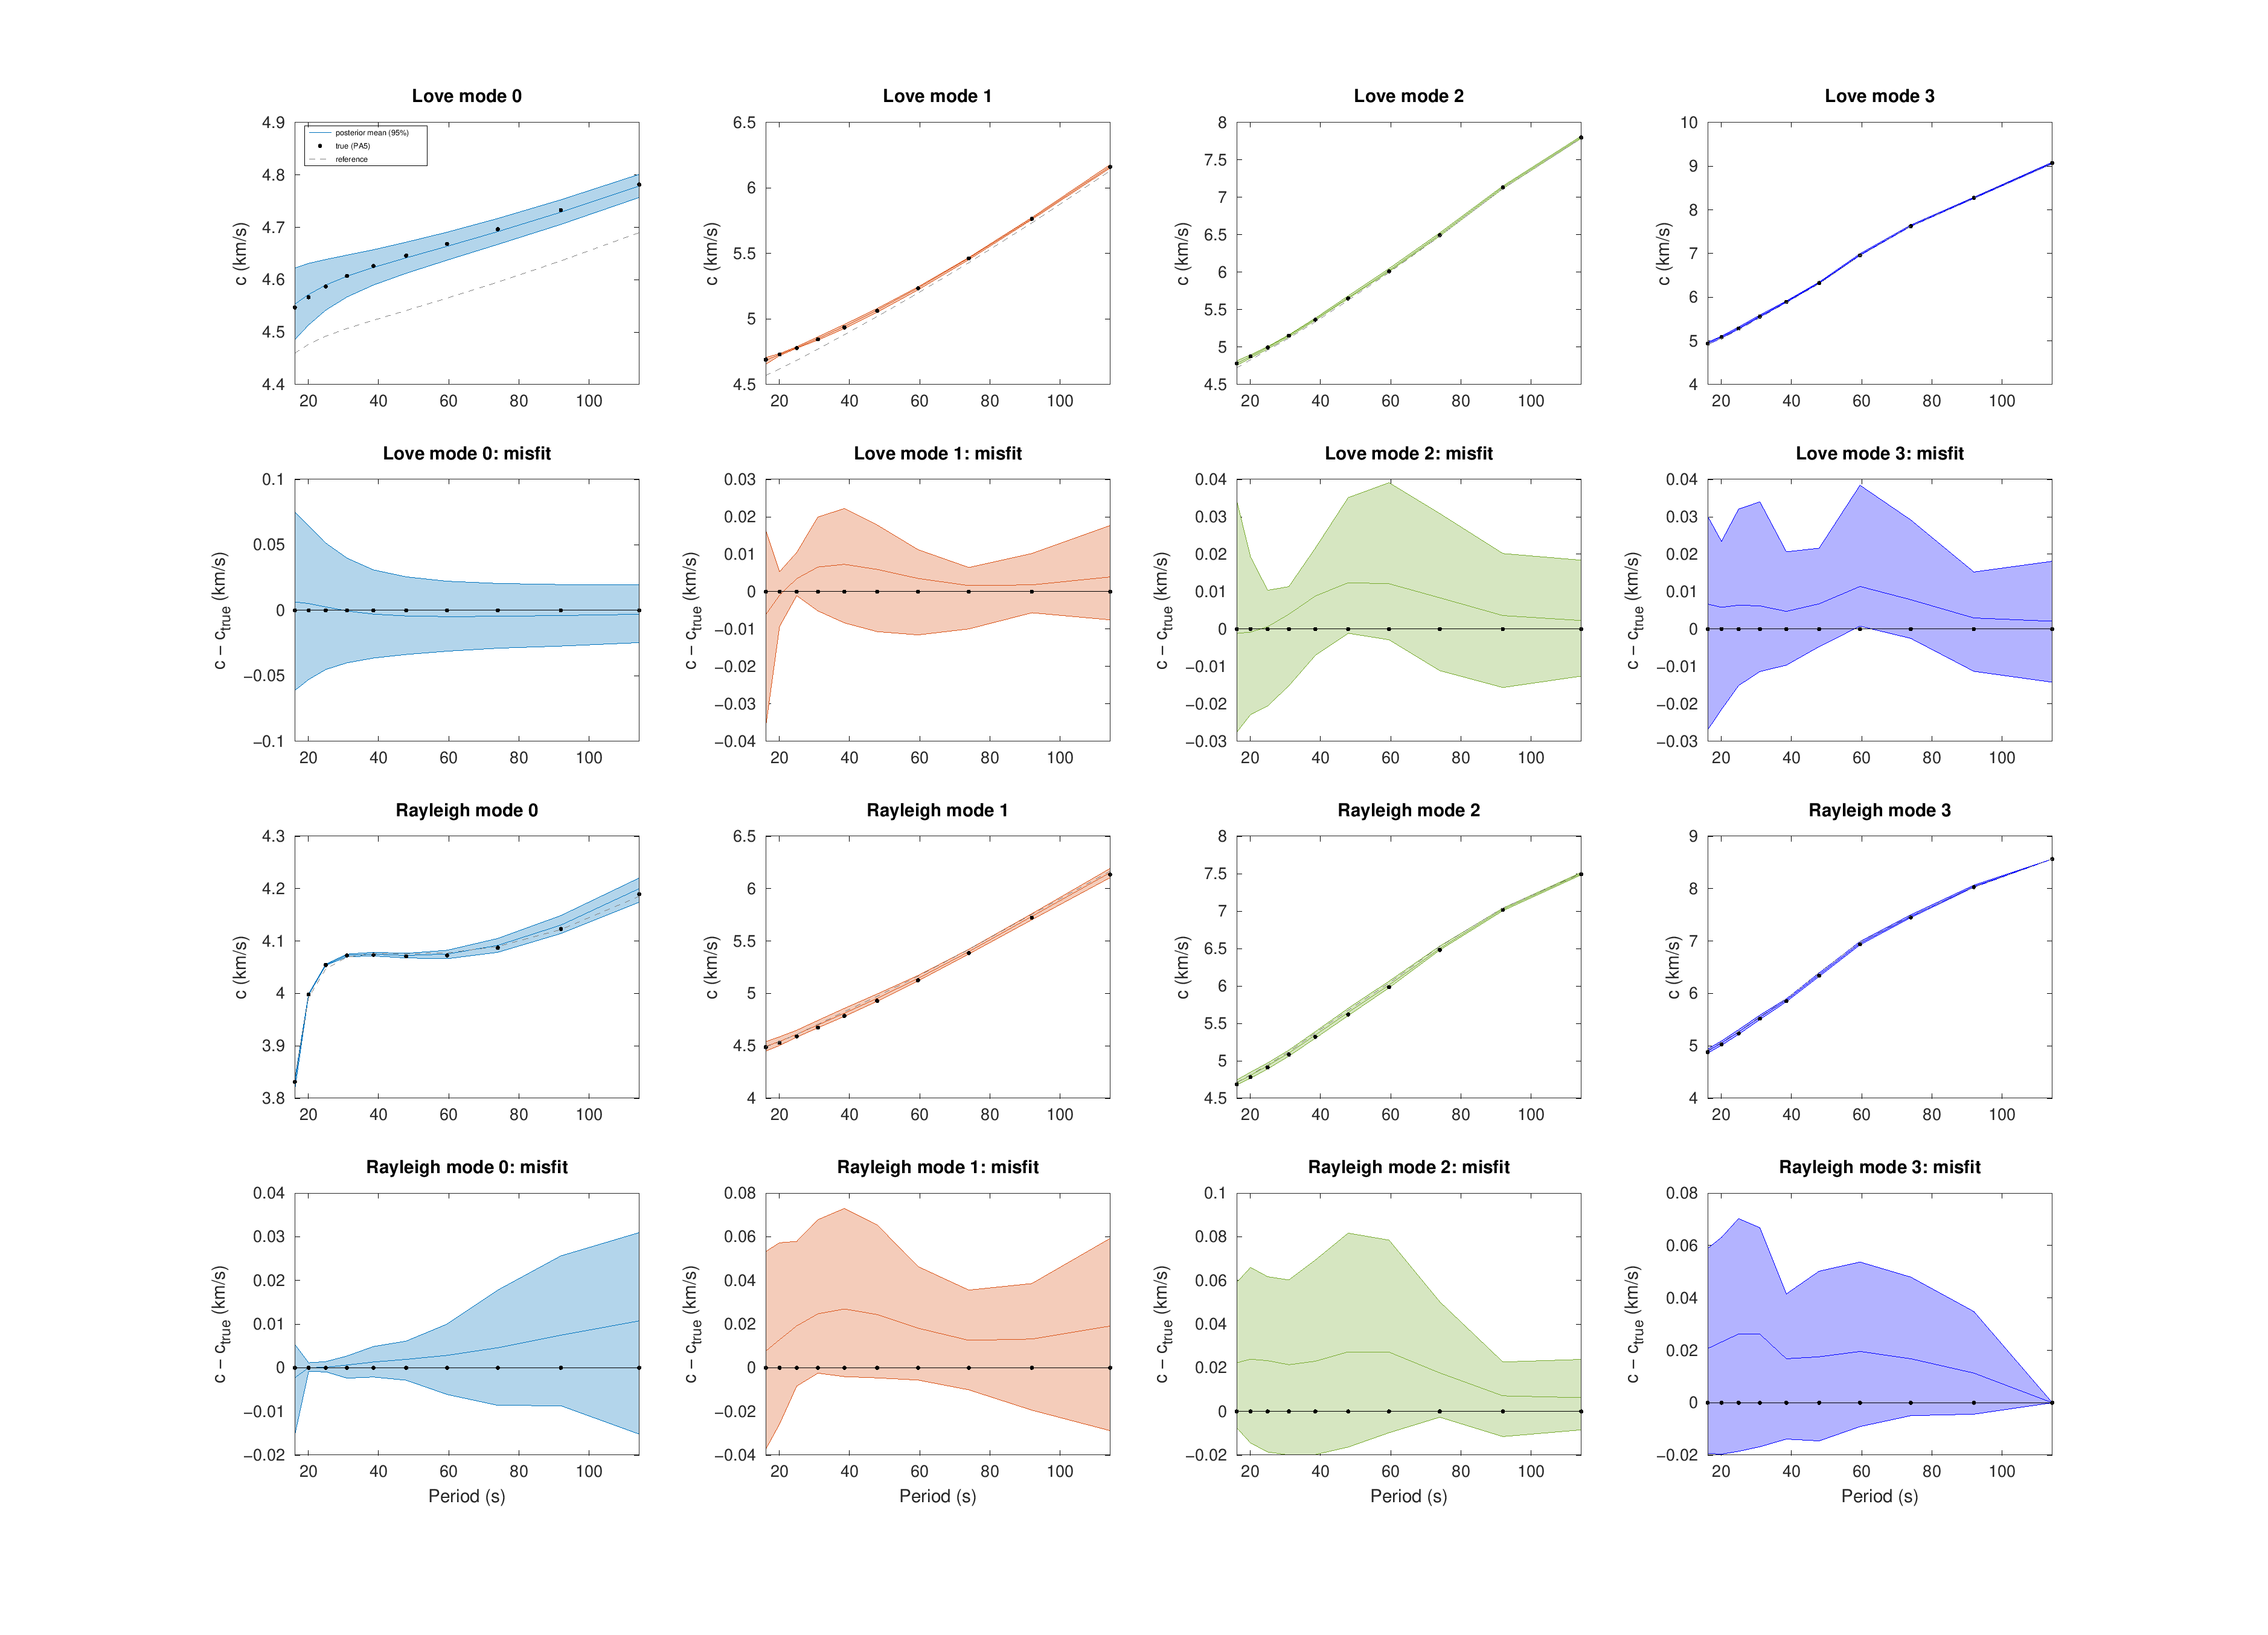 Love mode 0
Love mode 1
Love mode 2
Love mode 3
4.9
4.8
4.7
4.6
4.5
4.4
c (km/s)
posterior mean (95%)
true (PA5)
reference
20 40 60 80 100
6.5
6
5.5
5
4.5
c (km/s)
20 40 60 80 100
8
7.5
7
6.5
6
5.5
5
4.5
c (km/s)
20 40 60 80 100
10
9
8
7
6
5
4
c (km/s)
20 40 60 80 100
Love mode 0: misfit
Love mode 1: misfit
Love mode 2: misfit
Love mode 3: misfit
0.1
0.05
0
−0.05
−0.1
c − c_true (km/s)
20 40 60 80 100
0.03
0.02
0.01
0
−0.01
−0.02
−0.03
−0.04
c − c_true (km/s)
20 40 60 80 100
0.04
0.03
0.02
0.01
0
−0.01
−0.02
−0.03
c − c_true (km/s)
20 40 60 80 100
0.04
0.03
0.02
0.01
0
−0.01
−0.02
−0.03
c − c_true (km/s)
20 40 60 80 100
Rayleigh mode 0
Rayleigh mode 1
Rayleigh mode 2
Rayleigh mode 3
4.3
4.2
4.1
4
3.9
3.8
c (km/s)
20 40 60 80 100
6.5
6
5.5
5
4.5
4
c (km/s)
20 40 60 80 100
8
7.5
7
6.5
6
5.5
5
4.5
c (km/s)
20 40 60 80 100
9
8
7
6
5
4
c (km/s)
20 40 60 80 100
Rayleigh mode 0: misfit
Rayleigh mode 1: misfit
Rayleigh mode 2: misfit
Rayleigh mode 3: misfit
0.04
0.03
0.02
0.01
0
−0.01
−0.02
c − c_true (km/s)
20 40 60 80 100
Period (s)
0.08
0.06
0.04
0.02
0
−0.02
−0.04
c − c_true (km/s)
20 40 60 80 100
Period (s)
0.1
0.08
0.06
0.04
0.02
0
−0.02
c − c_true (km/s)
20 40 60 80 100
Period (s)
0.08
0.06
0.04
0.02
0
−0.02
c − c_true (km/s)
20 40 60 80 100
Period (s)